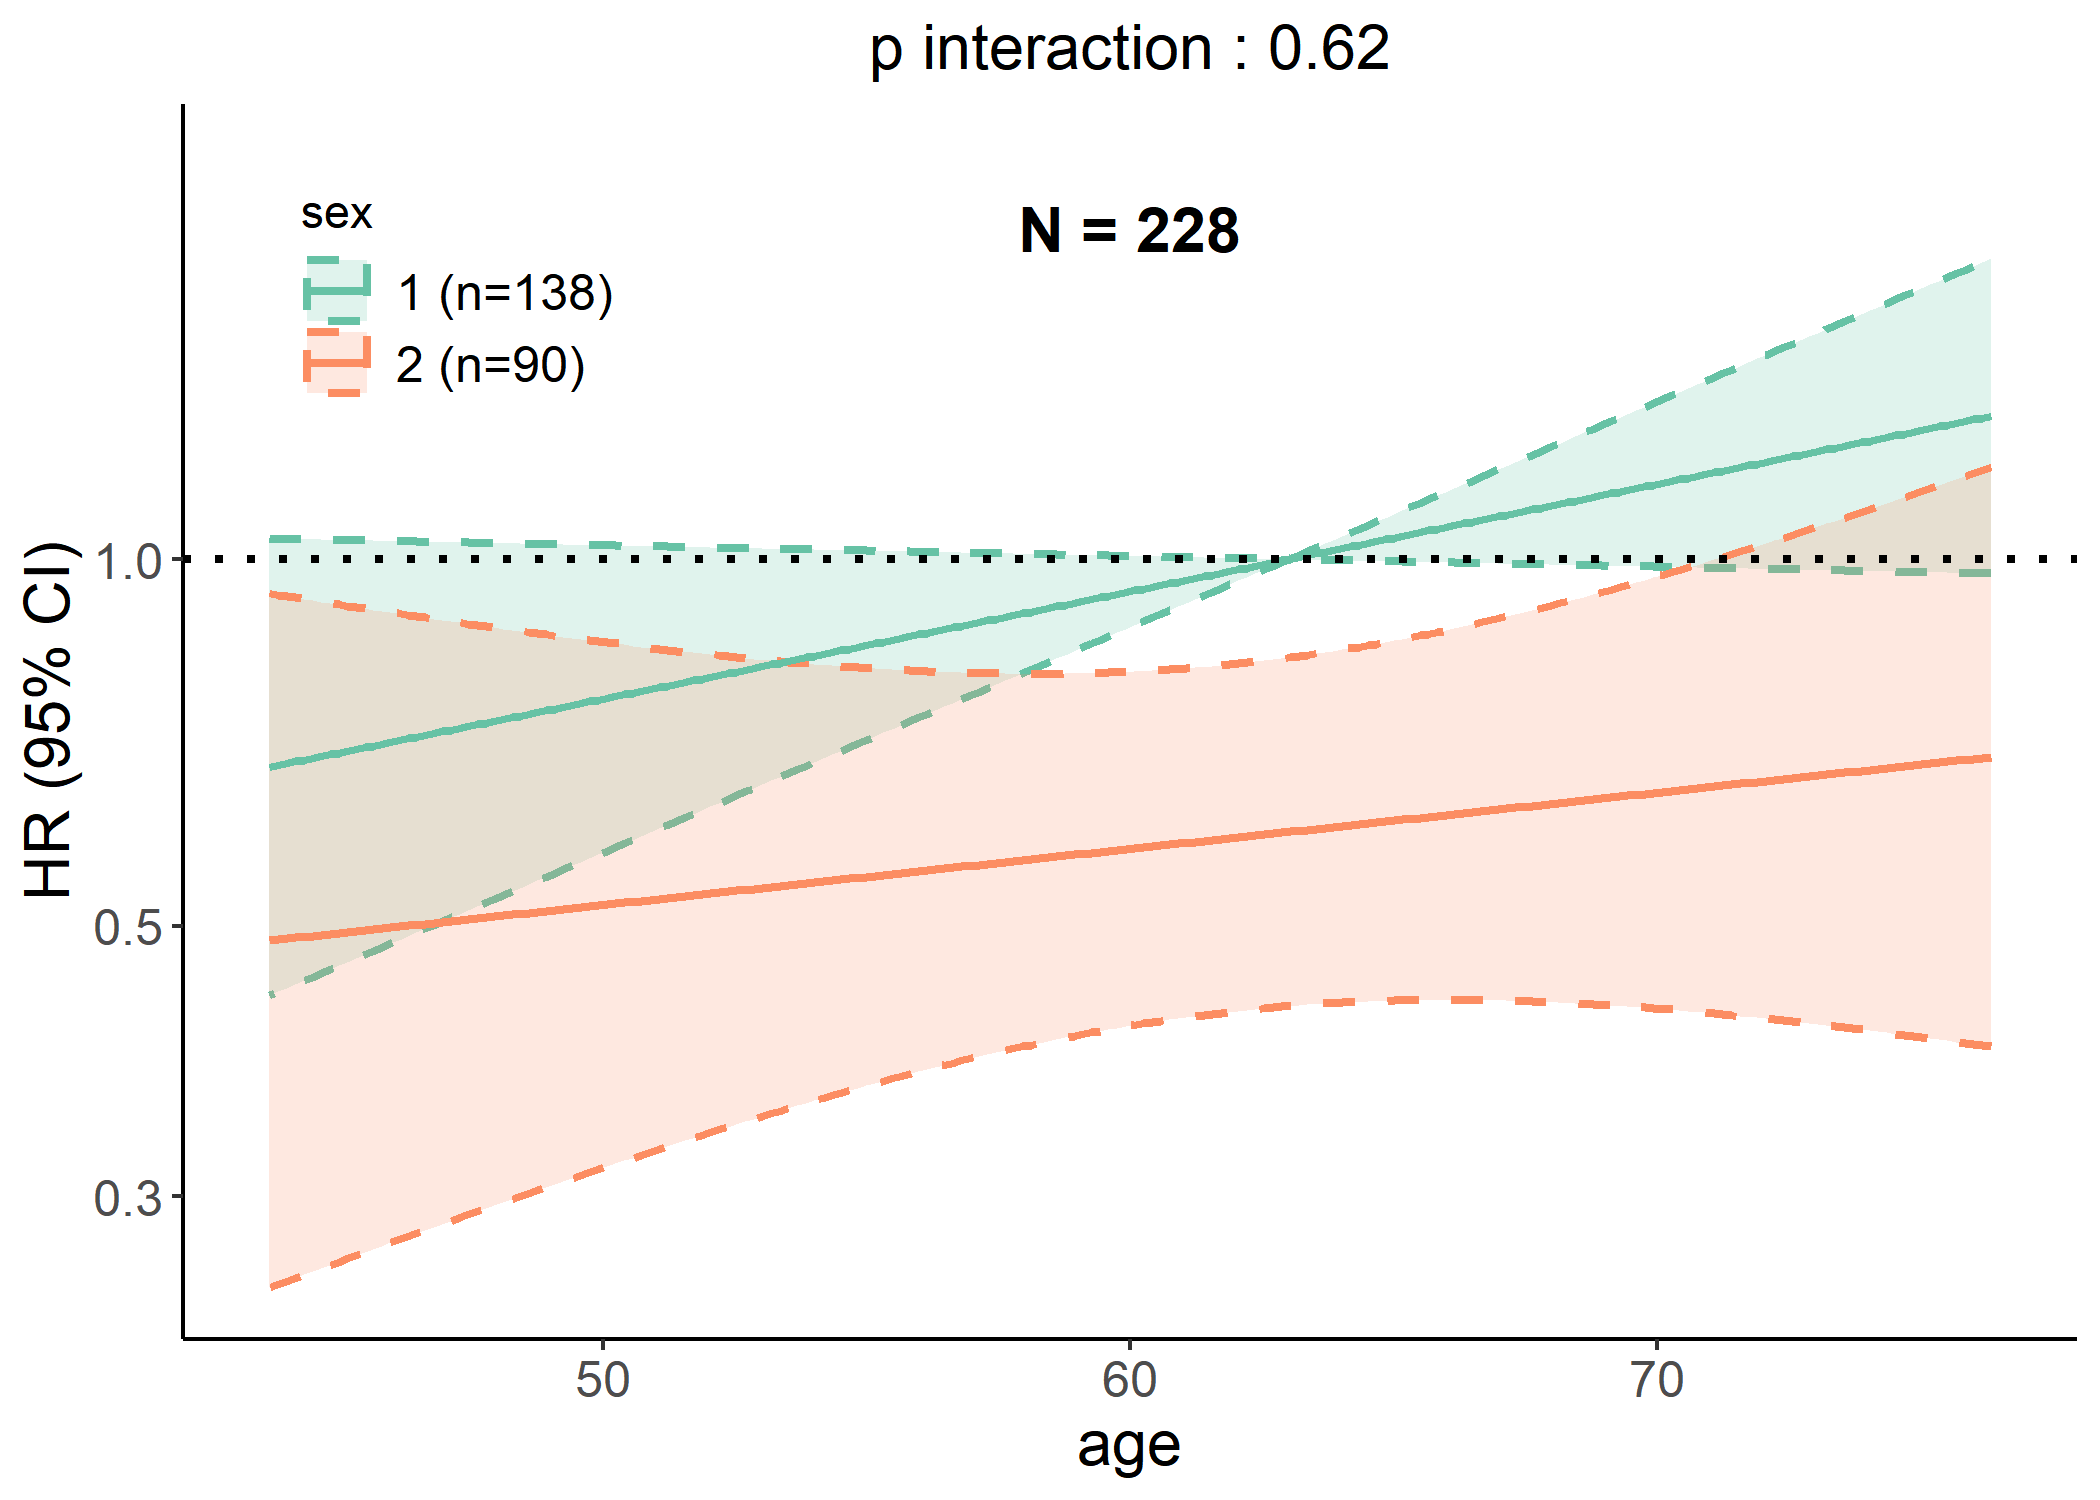 p interaction : 0.62
N = 228
sex
1 (n=138)
2 (n=90)
HR (95% CI)
1.0
0.5
0.3
50 60 70
age